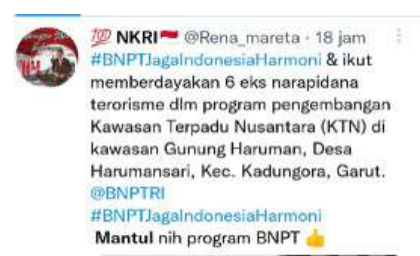 💯 NKRI🇮🇩 @Rena_mareta · 18 jam
#BNPTJagaIndonesiaHarmoni & ikut
memberdayakan 6 eks narapidana
terorisme dlm program pengembangan
Kawasan Terpadu Nusantara (KTN) di
kawasan Gunung Haruman, Desa
Harumansari, Kec. Kadungora, Garut.
@BNPTRI
#BNPTJagaIndonesiaHarmoni
Mantul nih program BNPT 👍